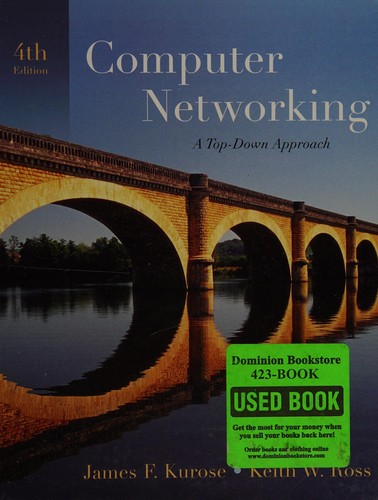 4th
Edition
Computer
Networking
A Top-Down Approach
Dominion Bookstore
423-BOOK
USED BOOK
Get the most for your money when
you sell your books back here!
Order books and clothing online
www.dominionbookstore.com
James F. Kurose • Keith W. Ross